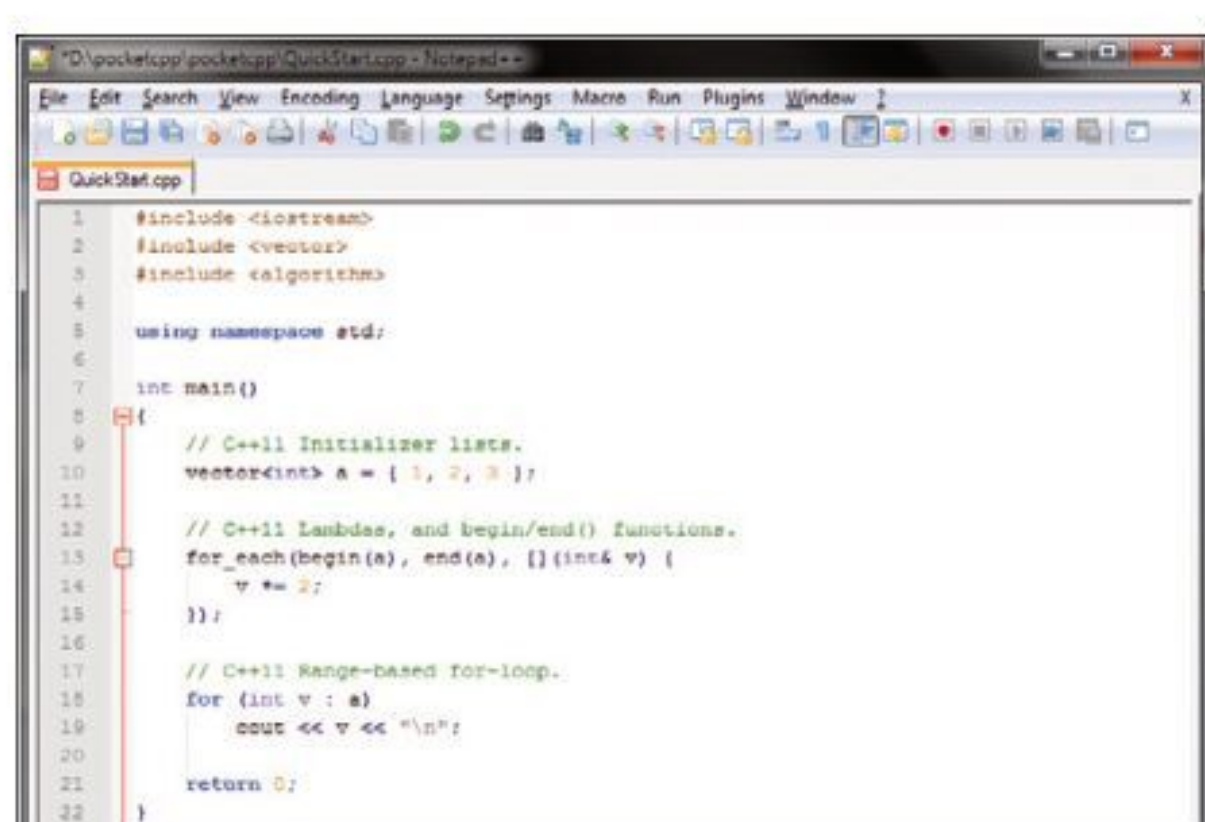 *D:\pocketcpp\pocketcpp\QuickStart.cpp - Notepad++
File Edit Search View Encoding Language Settings Macro Run Plugins Window ? X
QuickStart.cpp
1 #include <iostream>
2 #include <vector>
3 #include <algorithm>
4
5 using namespace std;
6
7 int main()
8 {
9 // C++11 Initializer lists.
10 vector<int> a = { 1, 2, 3 };
11
12 // C++11 Lambdas, and begin/end() functions.
13 for_each(begin(a), end(a), [](int& v) {
14 v *= 2;
15 });
16
17 // C++11 Range-based for-loop.
18 for (int v : a)
19 cout << v << "\n";
20
21 return 0;
22 }